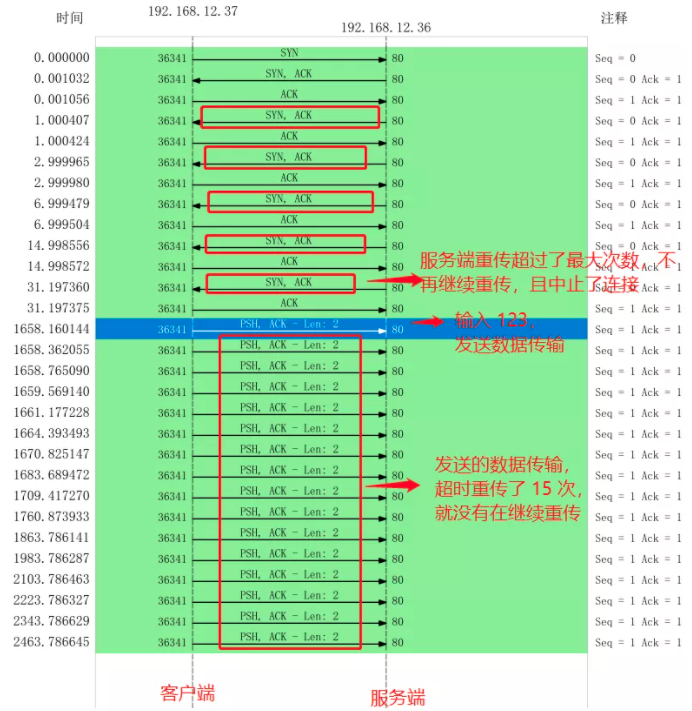 时间 192.168.12.37 192.168.12.36 注释
0.000000 36341 SYN 80 Seq = 0
0.001032 36341 SYN, ACK 80 Seq = 0 Ack = 1
0.001056 36341 ACK 80 Seq = 1 Ack = 1
1.000407 36341 SYN, ACK 80 Seq = 0 Ack = 1
1.000424 36341 ACK 80 Seq = 1 Ack = 1
2.999965 36341 SYN, ACK 80 Seq = 0 Ack = 1
2.999980 36341 ACK 80 Seq = 1 Ack = 1
6.999479 36341 SYN, ACK 80 Seq = 0 Ack = 1
6.999504 36341 ACK 80 Seq = 1 Ack = 1
14.998556 36341 SYN, ACK 80 Seq = 0 Ack = 1
14.998572 36341 ACK 80 Seq = 1 Ack = 1
31.197360 36341 SYN, ACK 80 Seq = 0 Ack = 1
31.197375 36341 ACK 80 Seq = 1 Ack = 1
服务端重传超过了最大次数，不
再继续重传，且中止了连接
1658.160144 36341 PSH, ACK - Len: 2 80 Seq = 1 Ack = 1
输入 123，
发送数据传输
1658.362055 36341 PSH, ACK - Len: 2 80 Seq = 1 Ack = 1
1658.765090 36341 PSH, ACK - Len: 2 80 Seq = 1 Ack = 1
1659.569140 36341 PSH, ACK - Len: 2 80 Seq = 1 Ack = 1
1661.177228 36341 PSH, ACK - Len: 2 80 Seq = 1 Ack = 1
1664.393493 36341 PSH, ACK - Len: 2 80 Seq = 1 Ack = 1
1670.825147 36341 PSH, ACK - Len: 2 80 Seq = 1 Ack = 1
1683.689472 36341 PSH, ACK - Len: 2 80 Seq = 1 Ack = 1
1709.417270 36341 PSH, ACK - Len: 2 80 Seq = 1 Ack = 1
1760.873933 36341 PSH, ACK - Len: 2 80 Seq = 1 Ack = 1
1863.786141 36341 PSH, ACK - Len: 2 80 Seq = 1 Ack = 1
1983.786287 36341 PSH, ACK - Len: 2 80 Seq = 1 Ack = 1
2103.786463 36341 PSH, ACK - Len: 2 80 Seq = 1 Ack = 1
2223.786327 36341 PSH, ACK - Len: 2 80 Seq = 1 Ack = 1
2343.786629 36341 PSH, ACK - Len: 2 80 Seq = 1 Ack = 1
2463.786645 36341 PSH, ACK - Len: 2 80 Seq = 1 Ack = 1
发送的数据传输，
超时重传了 15 次，
就没有在继续重传
客户端 服务端